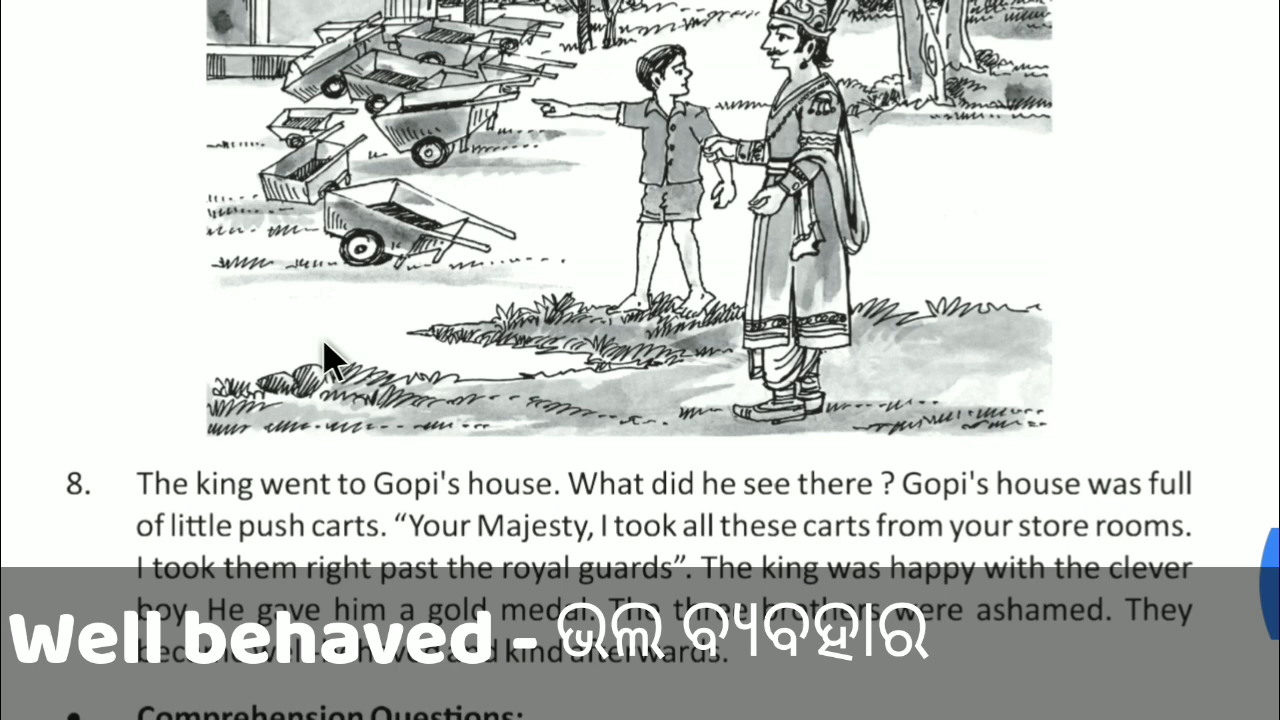 8. The king went to Gopi's house. What did he see there ? Gopi's house was full
of little push carts. “Your Majesty, I took all these carts from your store rooms.
I took them right past the royal guards”. The king was happy with the clever
boy. He gave him a gold medal. The three brothers were ashamed. They
Well behaved - ଭଲ ବ୍ୟବହାର
and kind afterwards.
• Comprehension Questions: